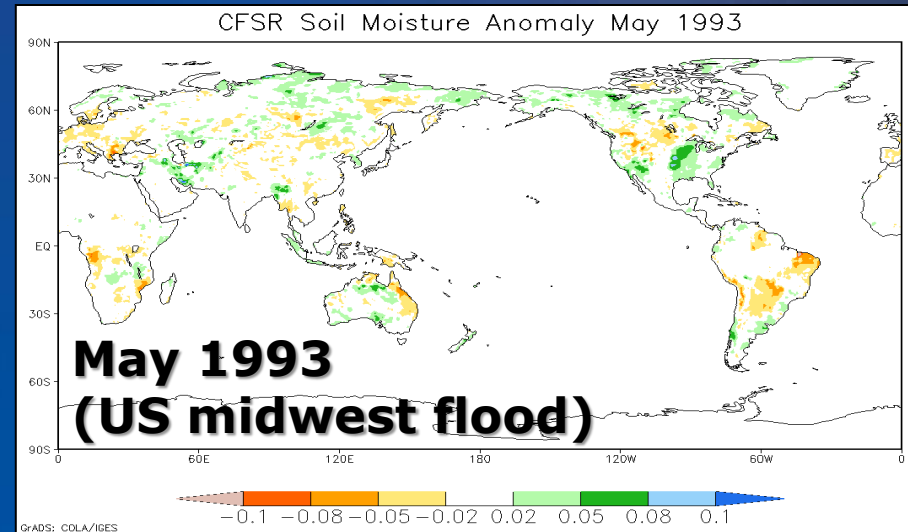 CFSR Soil Moisture Anomaly May 1993
90N
60N
30N
EQ
30S
60S
90S
May 1993
(US midwest flood)
0 60E 120E 180 120W 60W 0
-0.1 -0.08 -0.05 -0.02 0.02 0.05 0.08 0.1
GrADS: COLA/IGES